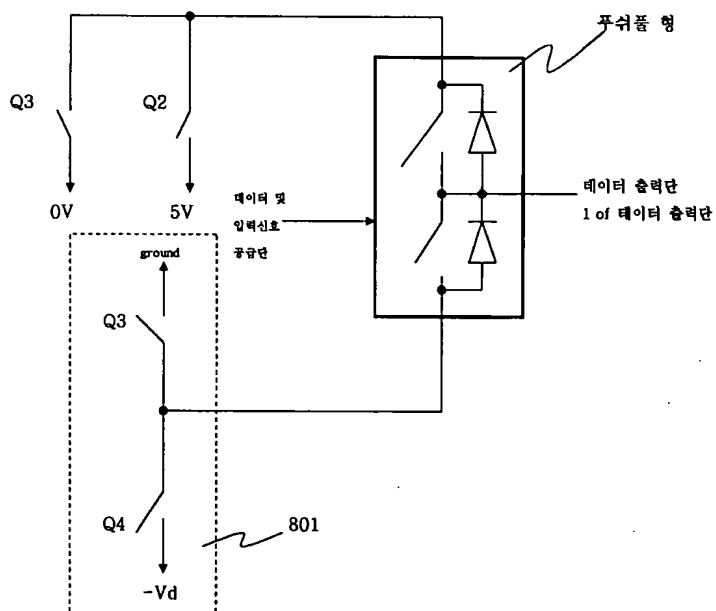 푸쉬풀 형
Q3
Q2
0V
5V
데이터 및
입력신호
공급단
데이터 출력단
1 of 데이터 출력단
ground
Q3
Q4
801
-Vd